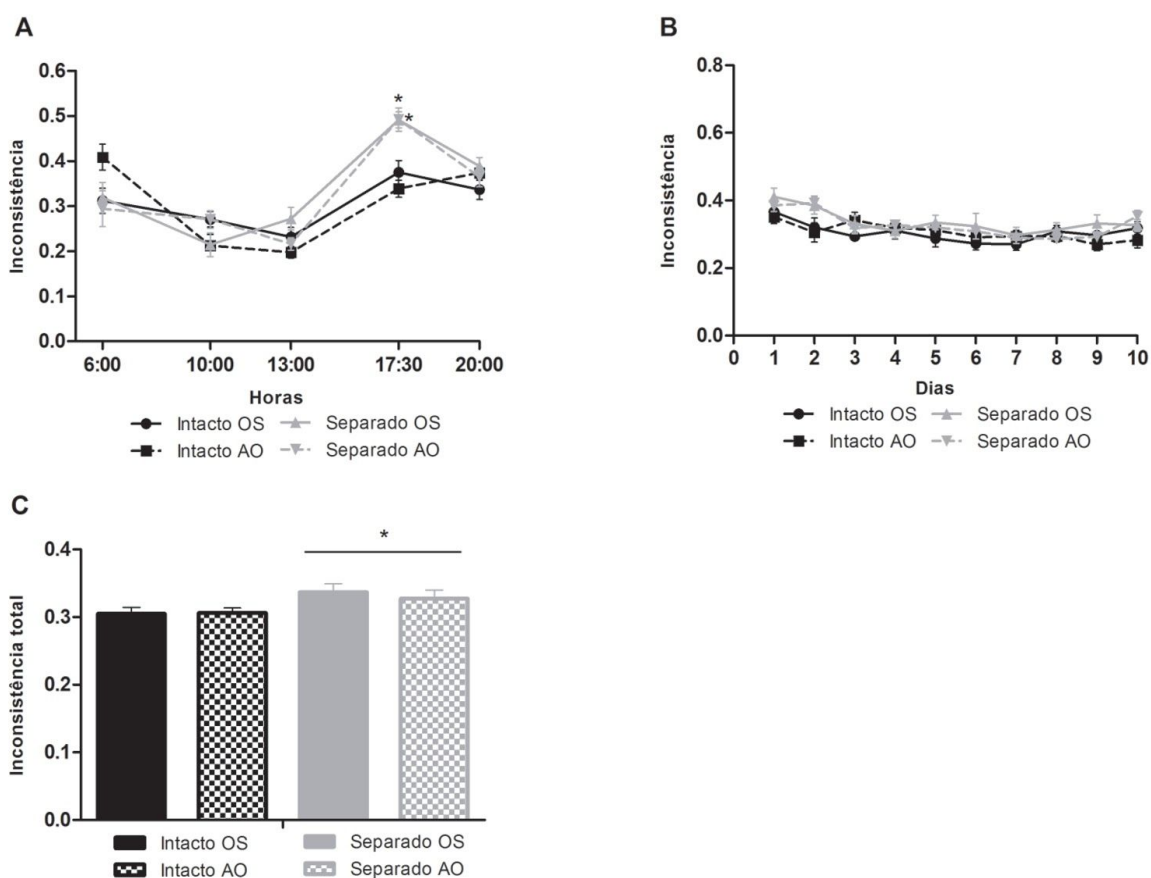 A
Inconsistência
0.6
0.5
0.4
0.3
0.2
0.1
0.0
*
*
6:00 10:00 13:00 17:30 20:00
Horas
Intacto OS Separado OS
Intacto AO Separado AO
B
Inconsistência
0.8
0.6
0.4
0.2
0.0
0 1 2 3 4 5 6 7 8 9 10
Dias
Intacto OS Separado OS
Intacto AO Separado AO
C
Inconsistência total
0.4
0.3
0.2
0.1
0.0
*
Intacto OS Separado OS
Intacto AO Separado AO